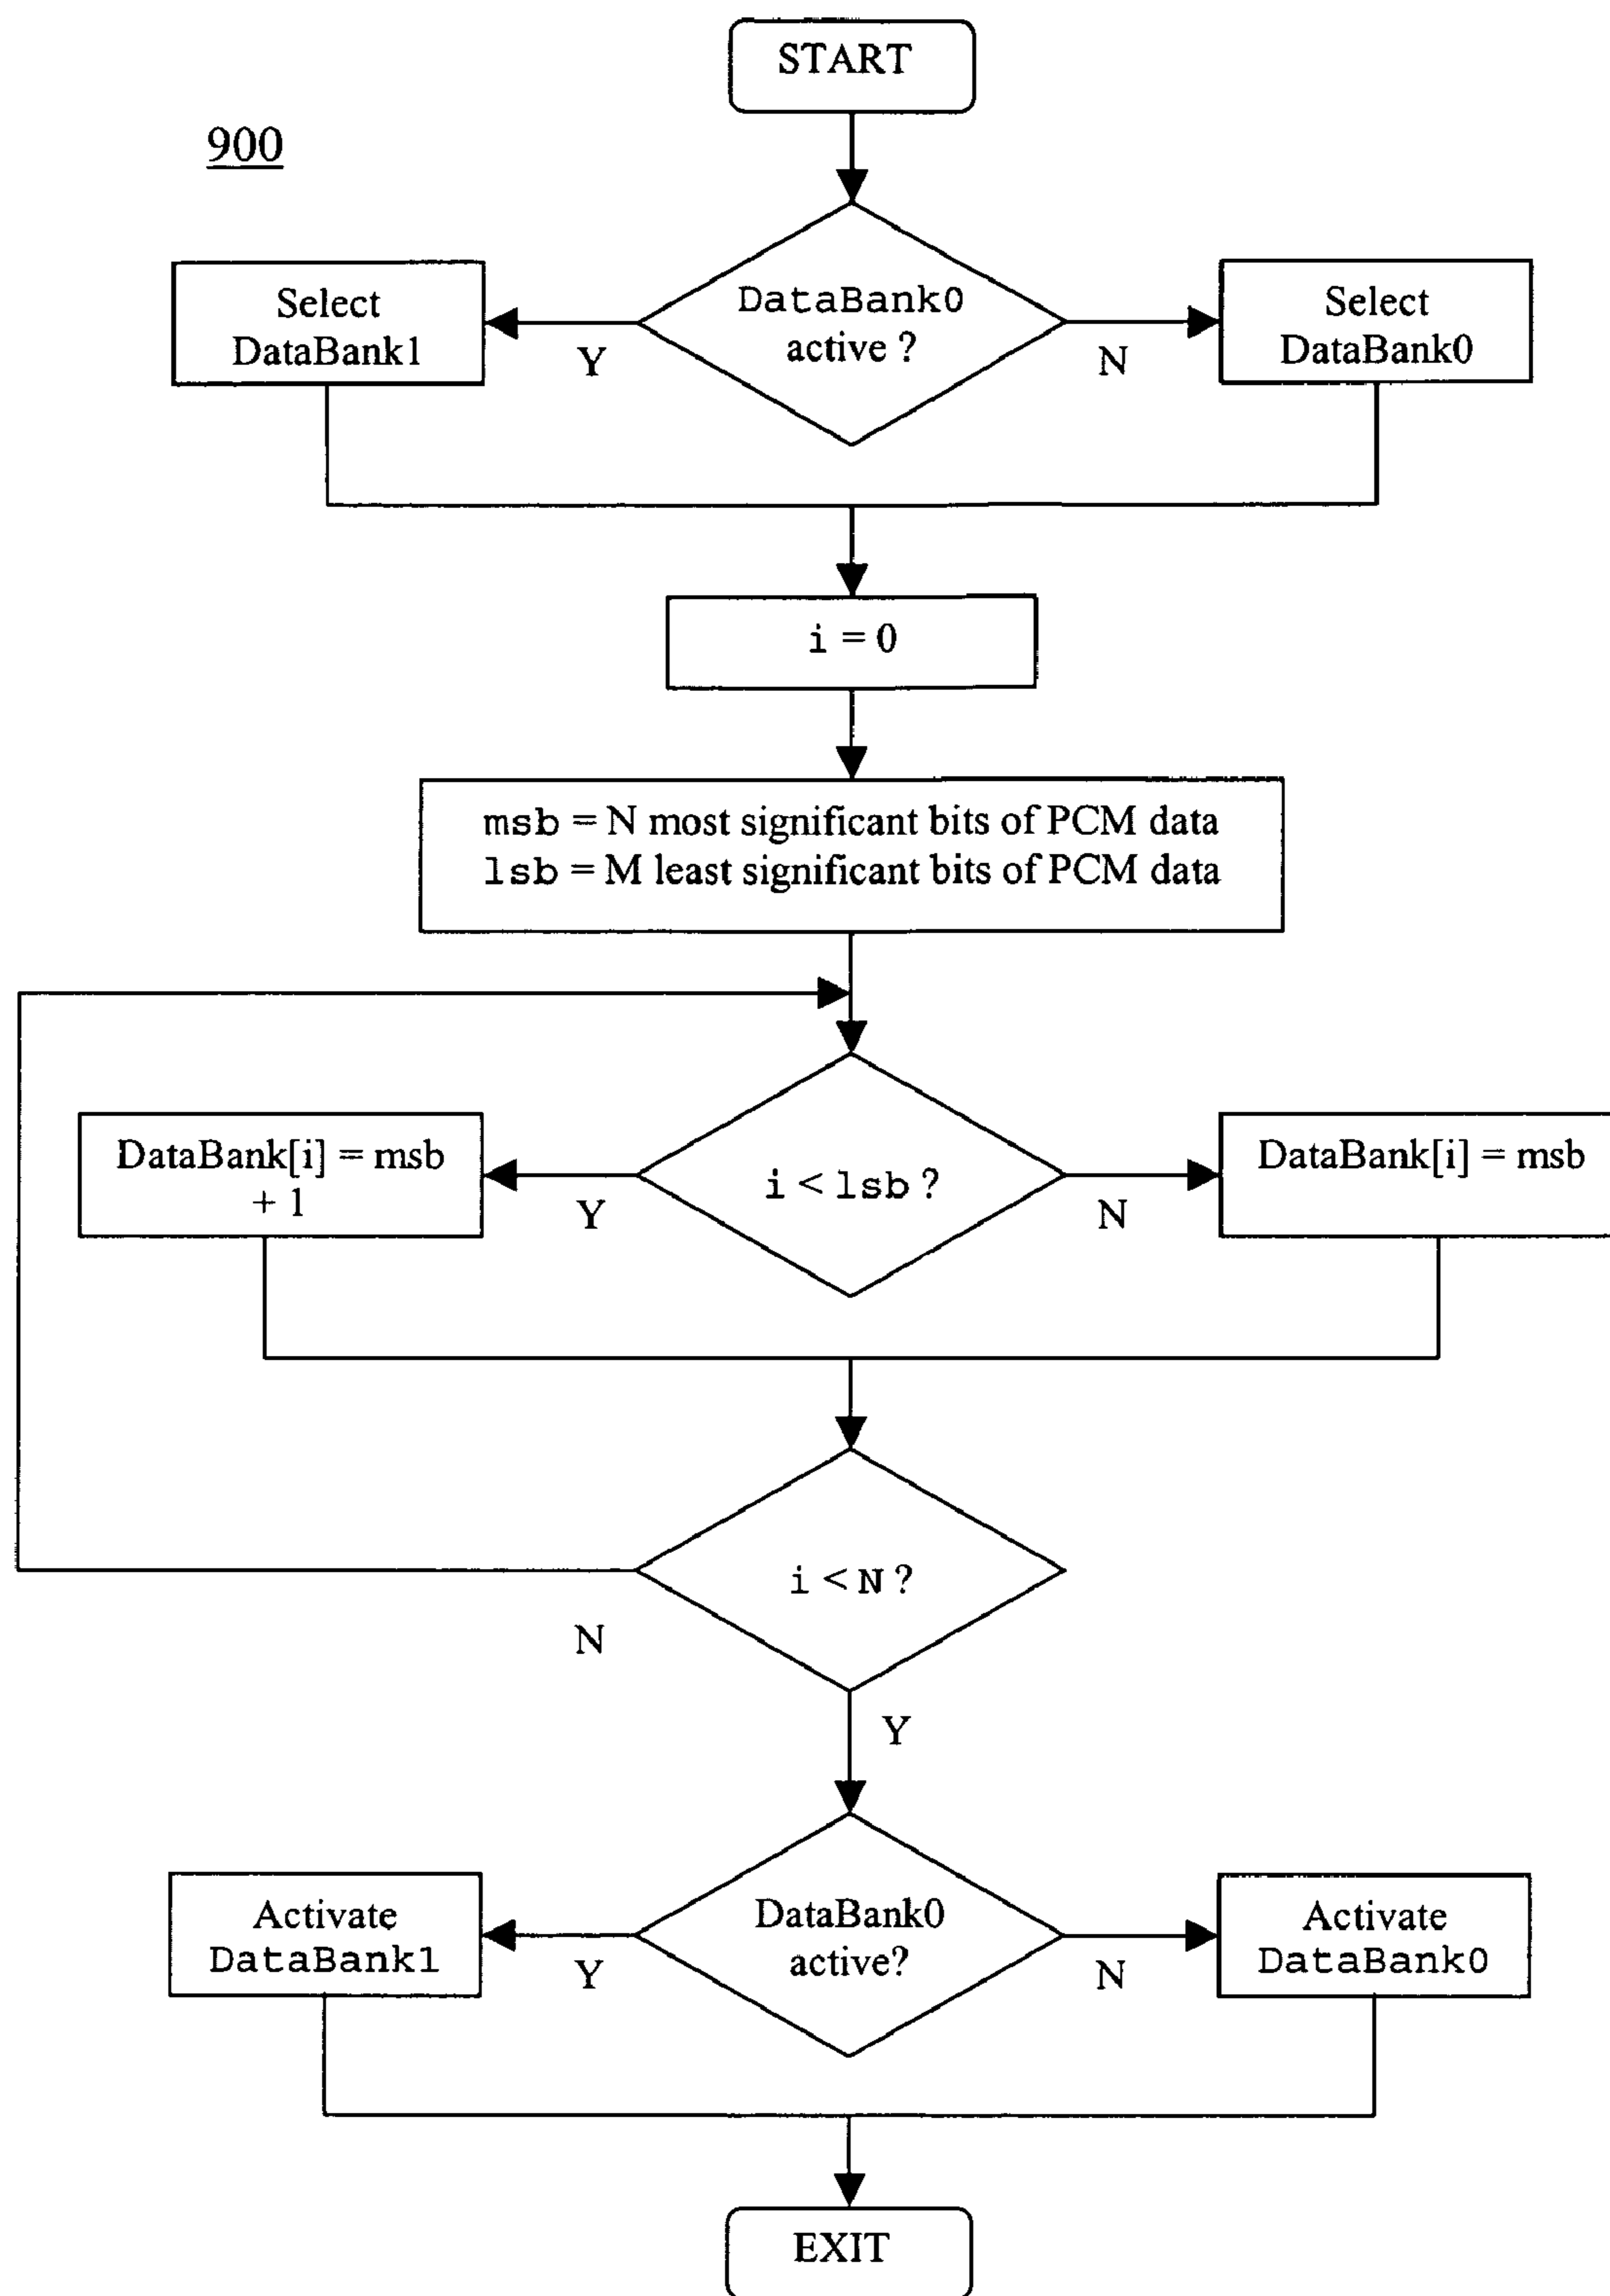 START
900
Select
DataBank1
DataBank0
active ?
Select
DataBank0
Y
N
i = 0
msb = N most significant bits of PCM data
lsb = M least significant bits of PCM data
DataBank[i] = msb
+ 1
i < lsb ?
DataBank[i] = msb
Y
N
i < N ?
N
Y
Activate
DataBank1
DataBank0
active?
Activate
DataBank0
Y
N
EXIT